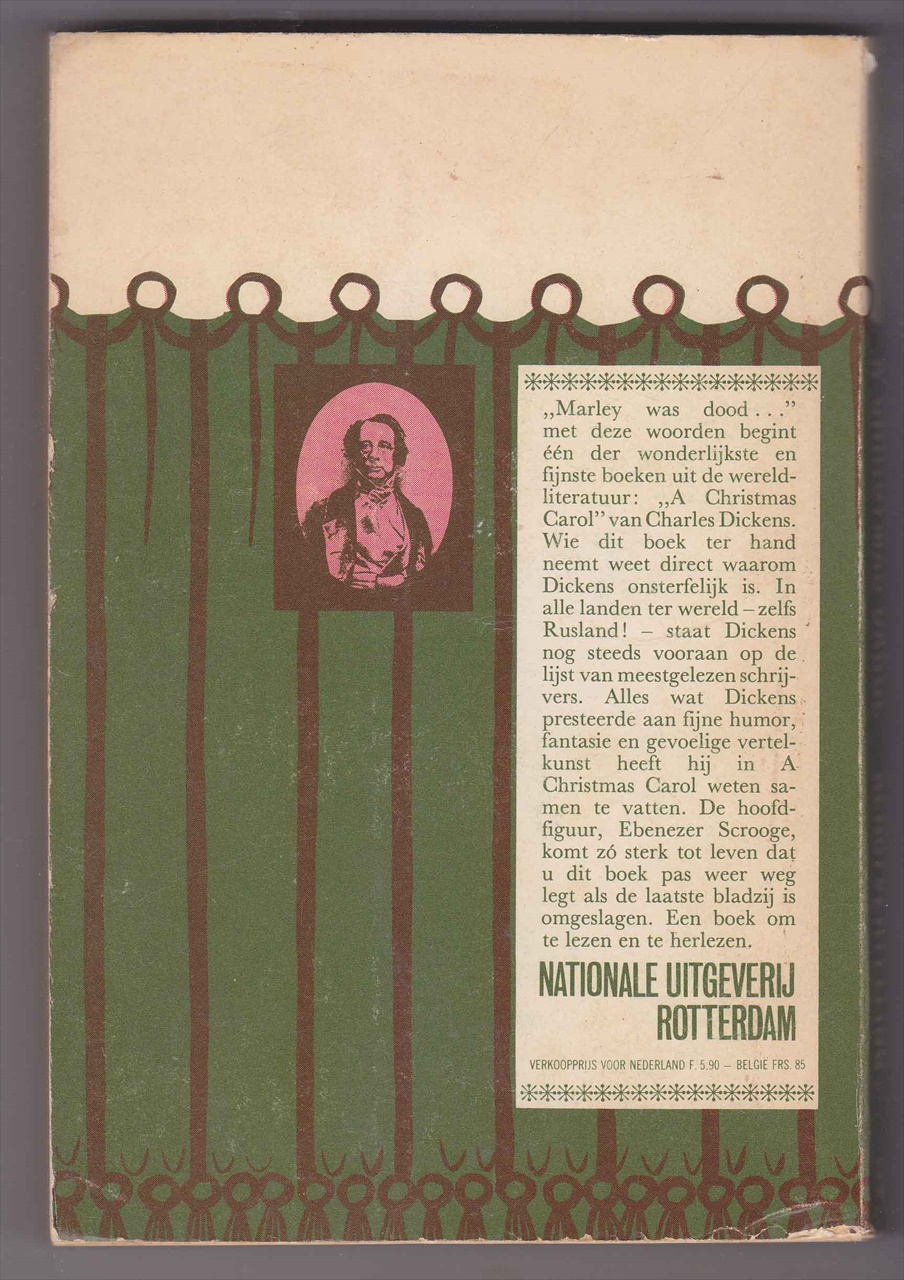 „Marley was dood . . .”
met deze woorden begint
één der wonderlijkste en
fijnste boeken uit de wereld-
literatuur: „A Christmas
Carol” van Charles Dickens.
Wie dit boek ter hand
neemt weet direct waarom
Dickens onsterfelijk is. In
alle landen ter wereld – zelfs
Rusland! – staat Dickens
nog steeds vooraan op de
lijst van meestgelezen schrij-
vers. Alles wat Dickens
presteerde aan fijne humor,
fantasie en gevoelige vertel-
kunst heeft hij in A
Christmas Carol weten sa-
men te vatten. De hoofd-
figuur, Ebenezer Scrooge,
komt zó sterk tot leven dat
u dit boek pas weer weg
legt als de laatste bladzij is
omgeslagen. Een boek om
te lezen en te herlezen.
NATIONALE UITGEVERIJ
ROTTERDAM
VERKOOPPRIJS VOOR NEDERLAND F. 5.90 – BELGIE FRS. 85